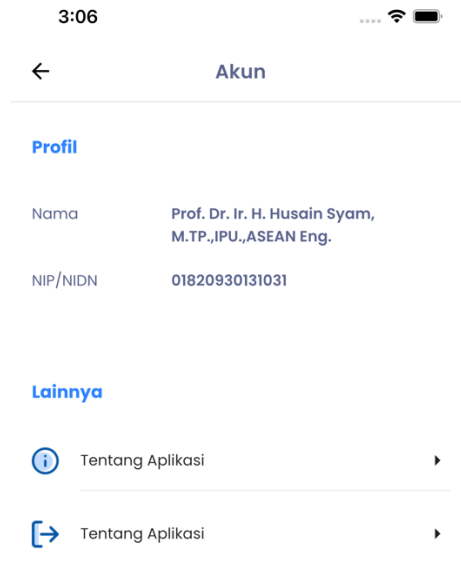 3:06
Akun
Profil
Nama Prof. Dr. Ir. H. Husain Syam,
M.TP.,IPU.,ASEAN Eng.
NIP/NIDN 01820930131031
Lainnya
Tentang Aplikasi
Tentang Aplikasi